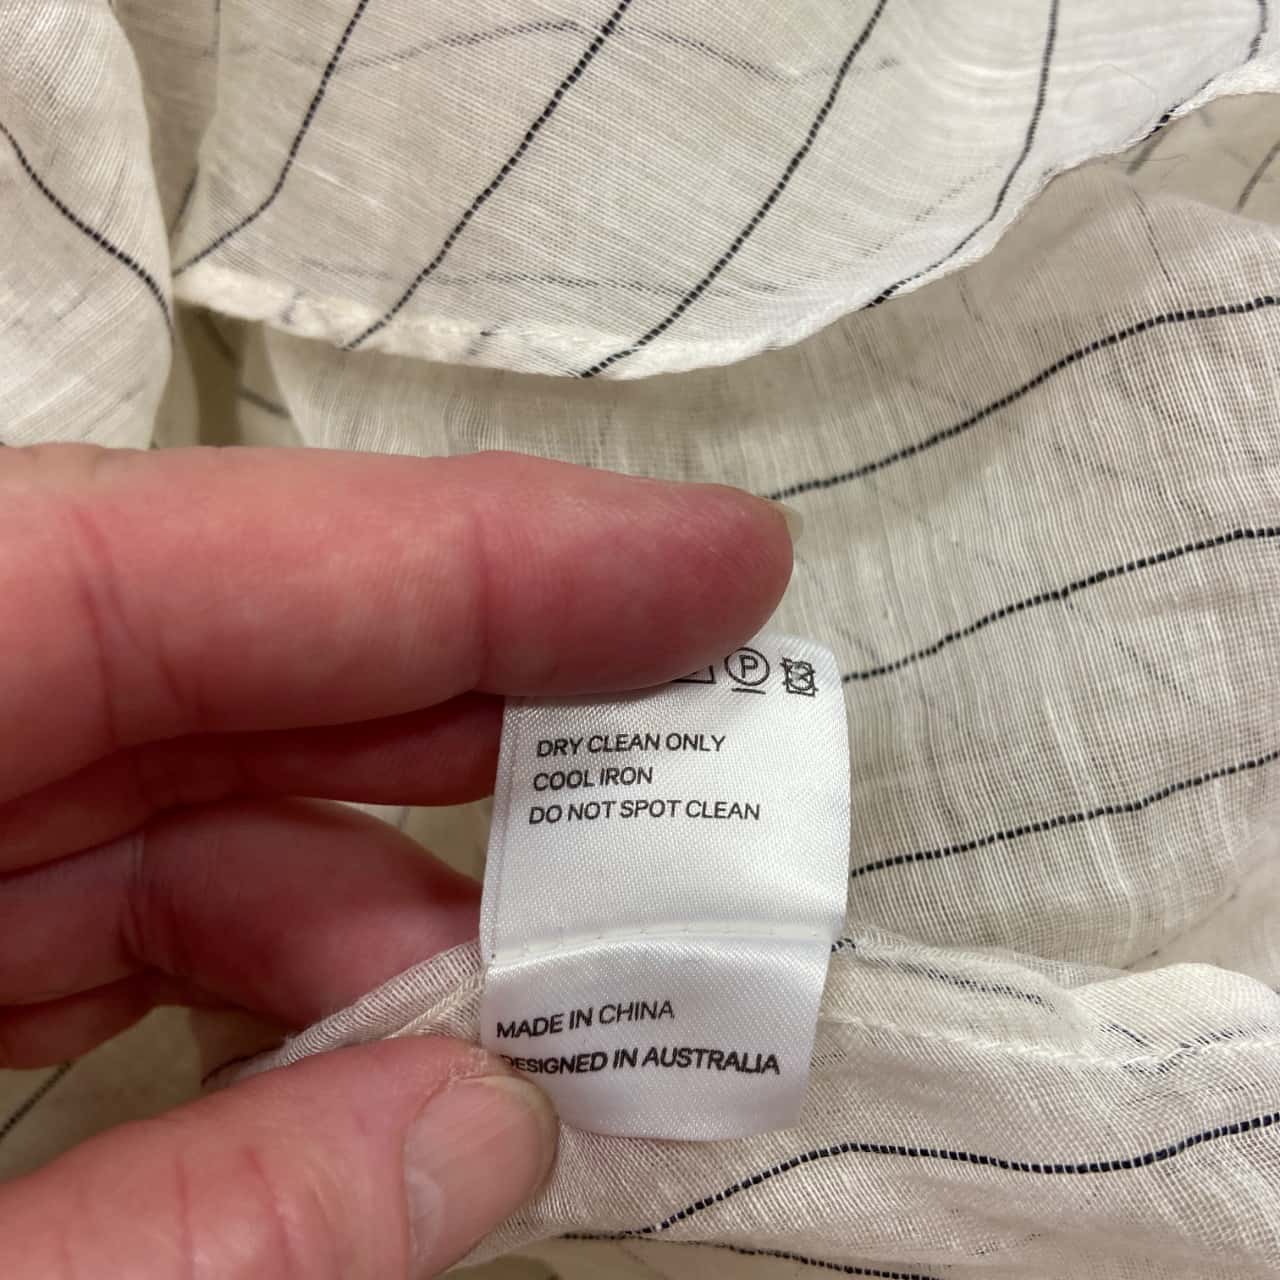 P
DRY CLEAN ONLY
COOL IRON
DO NOT SPOT CLEAN
MADE IN CHINA
DESIGNED IN AUSTRALIA